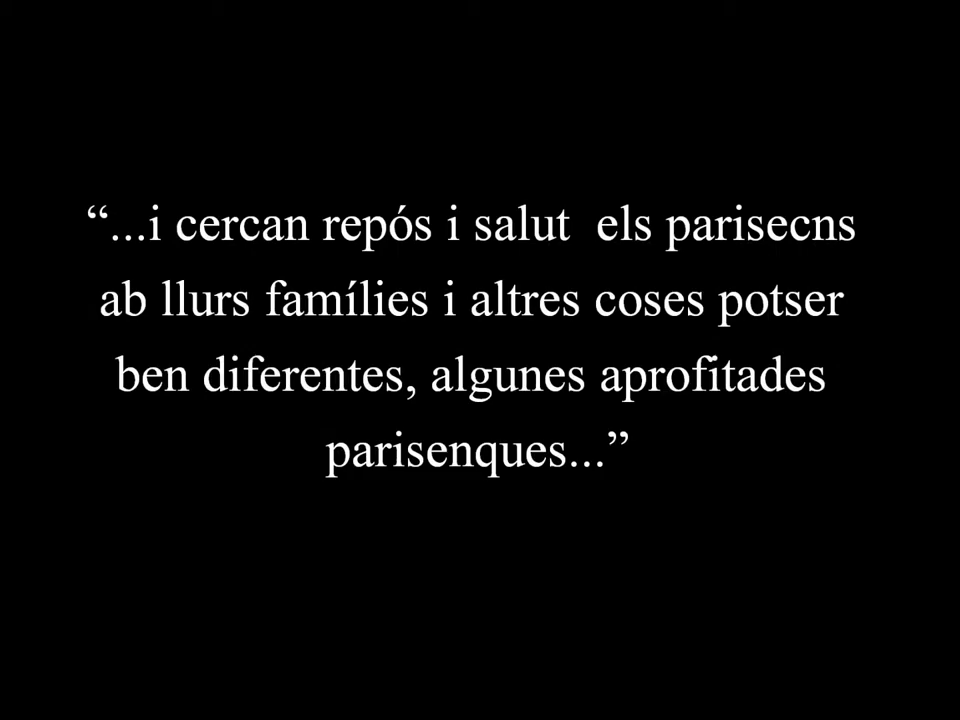 “...i cercan repós i salut  els parisecns
ab llurs famílies i altres coses potser
ben diferentes, algunes aprofitades
parisenques...”